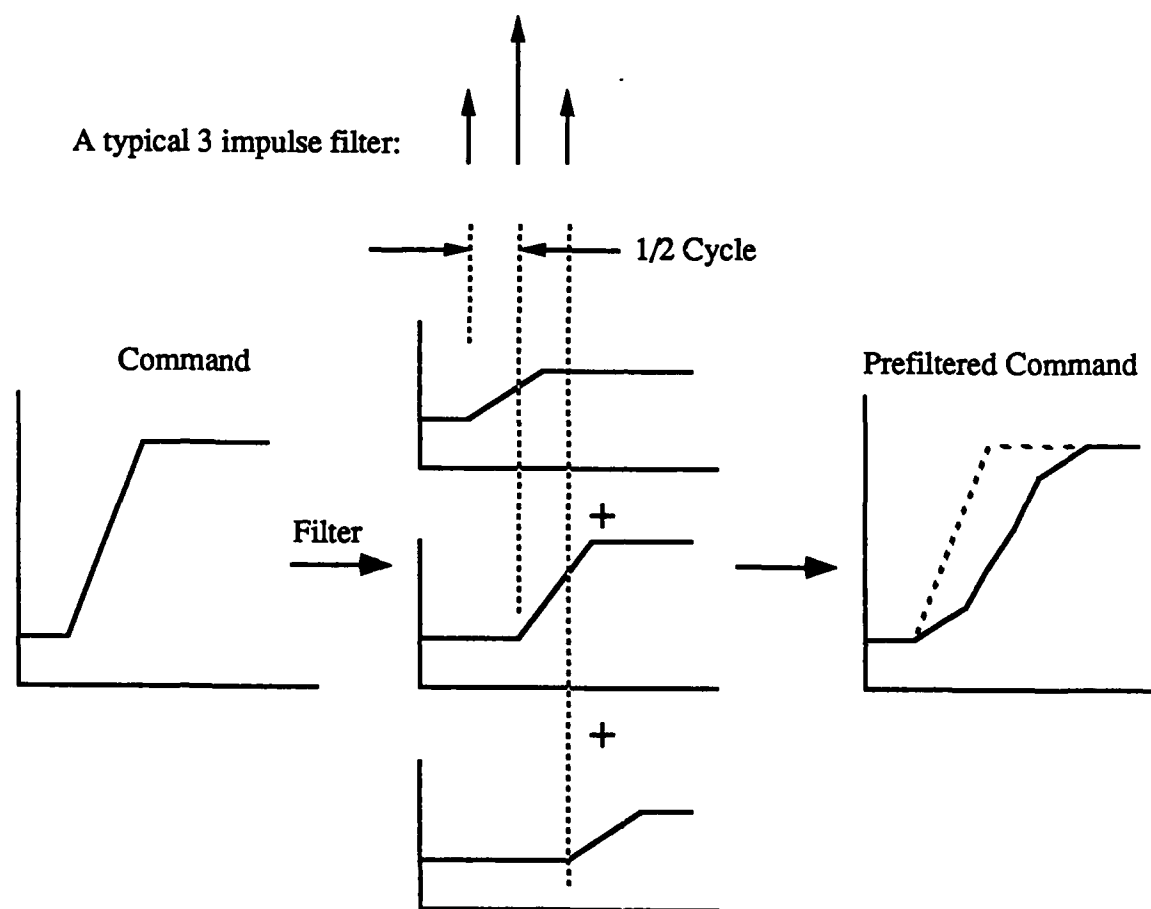 A typical 3 impulse filter:
1/2 Cycle
Command
Prefiltered Command
Filter
+
+